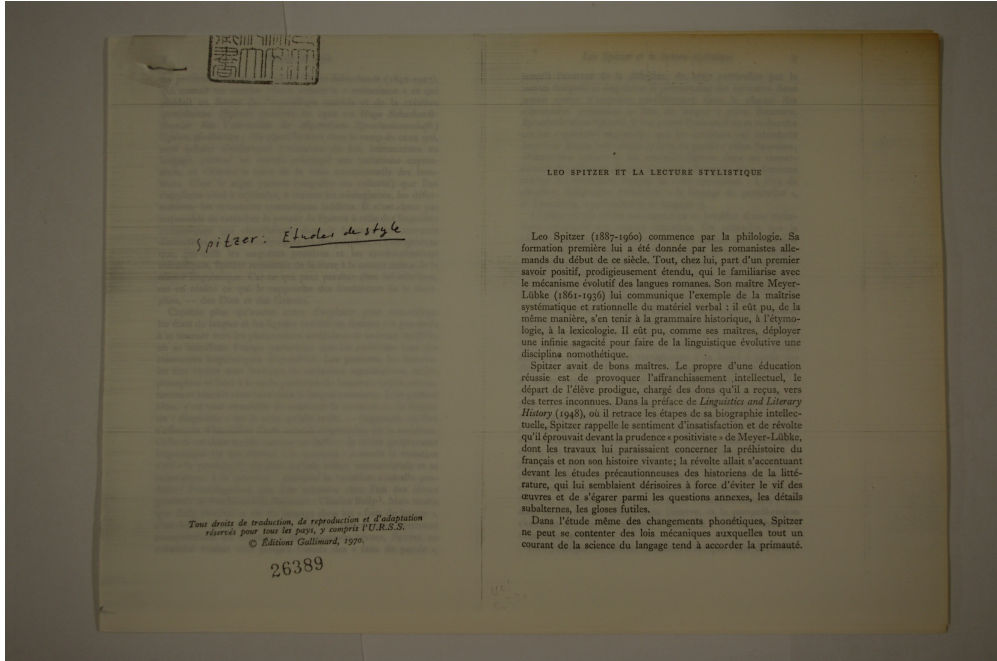 Spitzer: Études de style
Tous droits de traduction, de reproduction et d'adaptation
réservés pour tous les pays, y compris l'U.R.S.S.
© Éditions Gallimard, 1970.
26389
LEO SPITZER ET LA LECTURE STYLISTIQUE
Leo Spitzer (1887-1960) commence par la philologie. Sa
formation première lui a été donnée par les romanistes alle-
mands du début de ce siècle. Tout, chez lui, part d'un premier
savoir positif, prodigieusement étendu, qui le familiarise avec
le mécanisme évolutif des langues romanes. Son maître Meyer-
Lübke (1861-1936) lui communique l'exemple de la maîtrise
systématique et rationnelle du matériel verbal : il eût pu, de la
même manière, s'en tenir à la grammaire historique, à l'étymo-
logie, à la lexicologie. Il eût pu, comme ses maîtres, déployer
une infinie sagacité pour faire de la linguistique évolutive une
discipline nomothétique.
Spitzer avait de bons maîtres. Le propre d'une éducation
réussie est de provoquer l'affranchissement intellectuel, le
départ de l'élève prodigue, chargé des dons qu'il a reçus, vers
des terres inconnues. Dans la préface de Linguistics and Literary
History (1948), où il retrace les étapes de sa biographie intellec-
tuelle, Spitzer rappelle le sentiment d'insatisfaction et de révolte
qu'il éprouvait devant la prudence « positiviste » de Meyer-Lübke,
dont les travaux lui paraissaient concerner la préhistoire du
français et non son histoire vivante; la révolte allait s'accentuant
devant les études précautionneuses des historiens de la litté-
rature, qui lui semblaient dérisoires à force d'éviter le vif des
œuvres et de s'égarer parmi les questions annexes, les détails
subalternes, les gloses futiles.
Dans l'étude même des changements phonétiques, Spitzer
ne peut se contenter des lois mécaniques auxquelles tout un
courant de la science du langage tend à accorder la primauté.